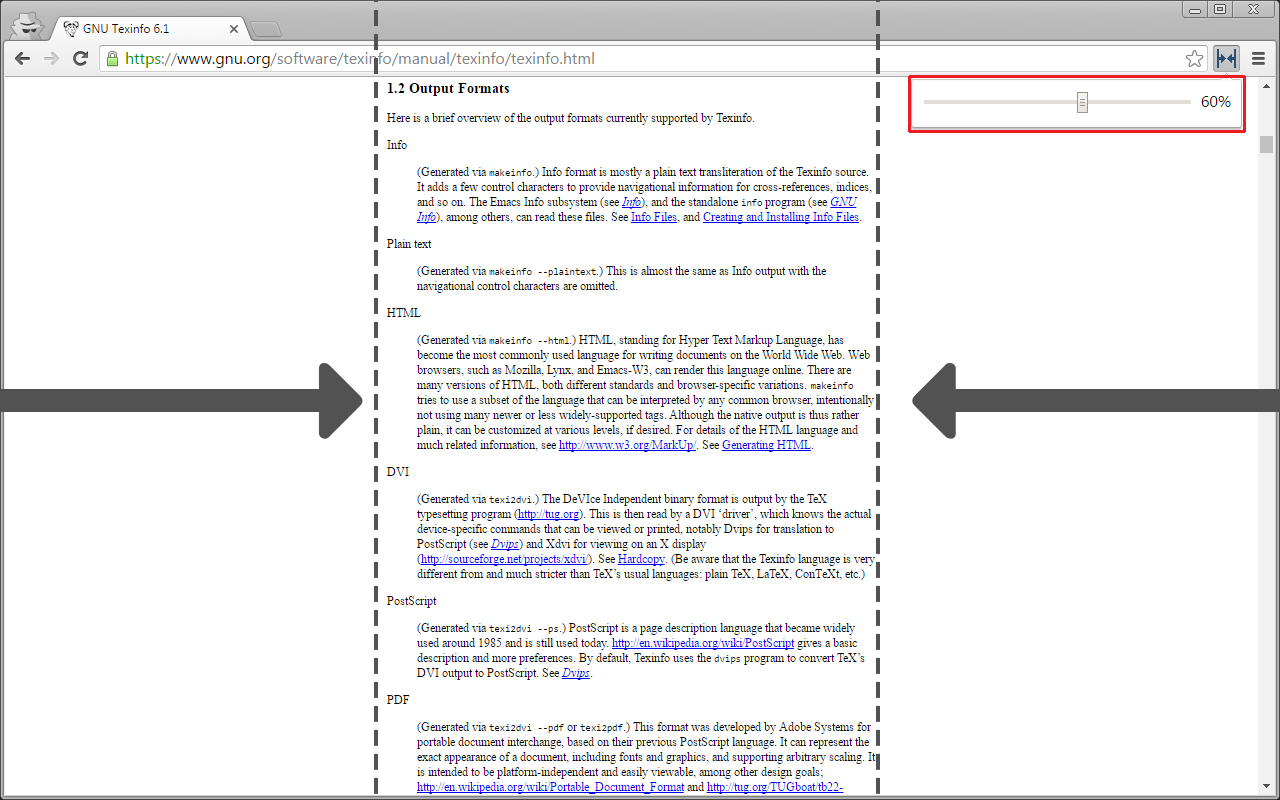 GNU Texinfo 6.1
https://www.gnu.org/software/texinfo/manual/texinfo/texinfo.html
60%
1.2 Output Formats
Here is a brief overview of the output formats currently supported by Texinfo.
Info
(Generated via makeinfo.) Info format is mostly a plain text transliteration of the Texinfo source.
It adds a few control characters to provide navigational information for cross-references, indices,
and so on. The Emacs Info subsystem (see Info), and the standalone info program (see GNU
Info), among others, can read these files. See Info Files, and Creating and Installing Info Files.
Plain text
(Generated via makeinfo --plaintext.) This is almost the same as Info output with the
navigational control characters are omitted.
HTML
(Generated via makeinfo --html.) HTML, standing for Hyper Text Markup Language, has
become the most commonly used language for writing documents on the World Wide Web. Web
browsers, such as Mozilla, Lynx, and Emacs-W3, can render this language online. There are
many versions of HTML, both different standards and browser-specific variations. makeinfo
tries to use a subset of the language that can be interpreted by any common browser, intentionally
not using many newer or less widely-supported tags. Although the native output is thus rather
plain, it can be customized at various levels, if desired. For details of the HTML language and
much related information, see http://www.w3.org/MarkUp/. See Generating HTML.
DVI
(Generated via texi2dvi.) The DeVIce Independent binary format is output by the TeX
typesetting program (http://tug.org). This is then read by a DVI ‘driver’, which knows the actual
device-specific commands that can be viewed or printed, notably Dvips for translation to
PostScript (see Dvips) and Xdvi for viewing on an X display
(http://sourceforge.net/projects/xdvi/). See Hardcopy. (Be aware that the Texinfo language is very
different from and much stricter than TeX’s usual languages: plain TeX, LaTeX, ConTeXt, etc.)
PostScript
(Generated via texi2dvi --ps.) PostScript is a page description language that became widely
used around 1985 and is still used today. http://en.wikipedia.org/wiki/PostScript gives a basic
description and more preferences. By default, Texinfo uses the dvips program to convert TeX’s
DVI output to PostScript. See Dvips.
PDF
(Generated via texi2dvi --pdf or texi2pdf.) This format was developed by Adobe Systems for
portable document interchange, based on their previous PostScript language. It can represent the
exact appearance of a document, including fonts and graphics, and supporting arbitrary scaling. It
is intended to be platform-independent and easily viewable, among other design goals;
http://en.wikipedia.org/wiki/Portable_Document_Format and http://tug.org/TUGboat/tb22-